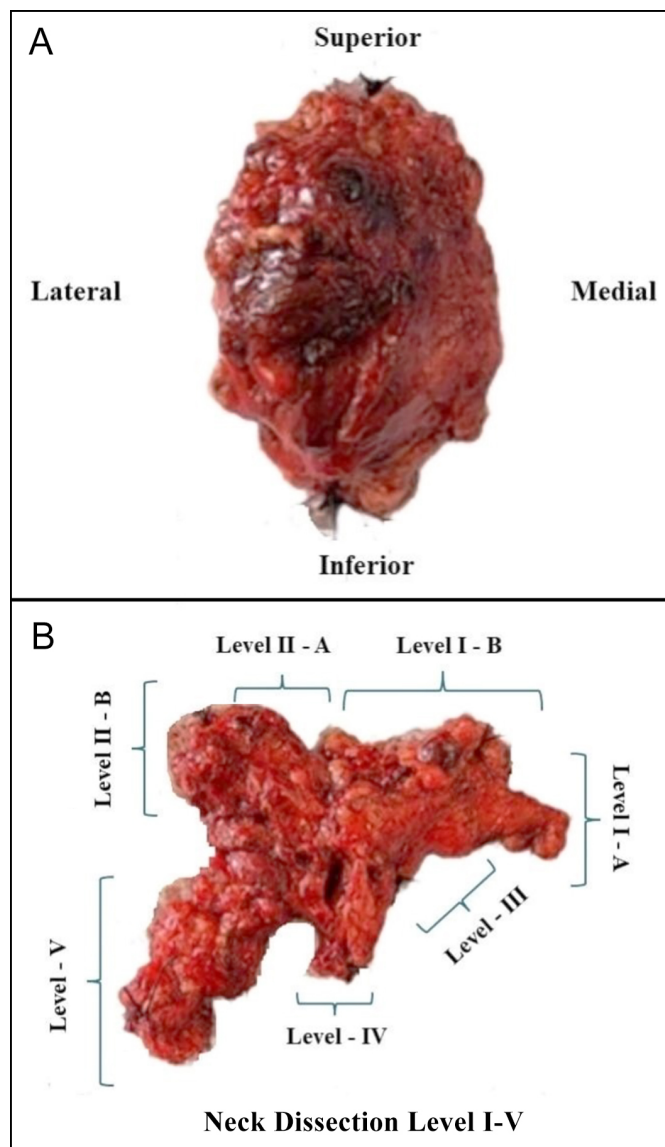 A
Superior
Lateral
Medial
Inferior
B
Level II - A
Level I - B
Level II - B
Level I - A
Level - III
Level - V
Level - IV
Neck Dissection Level I-V